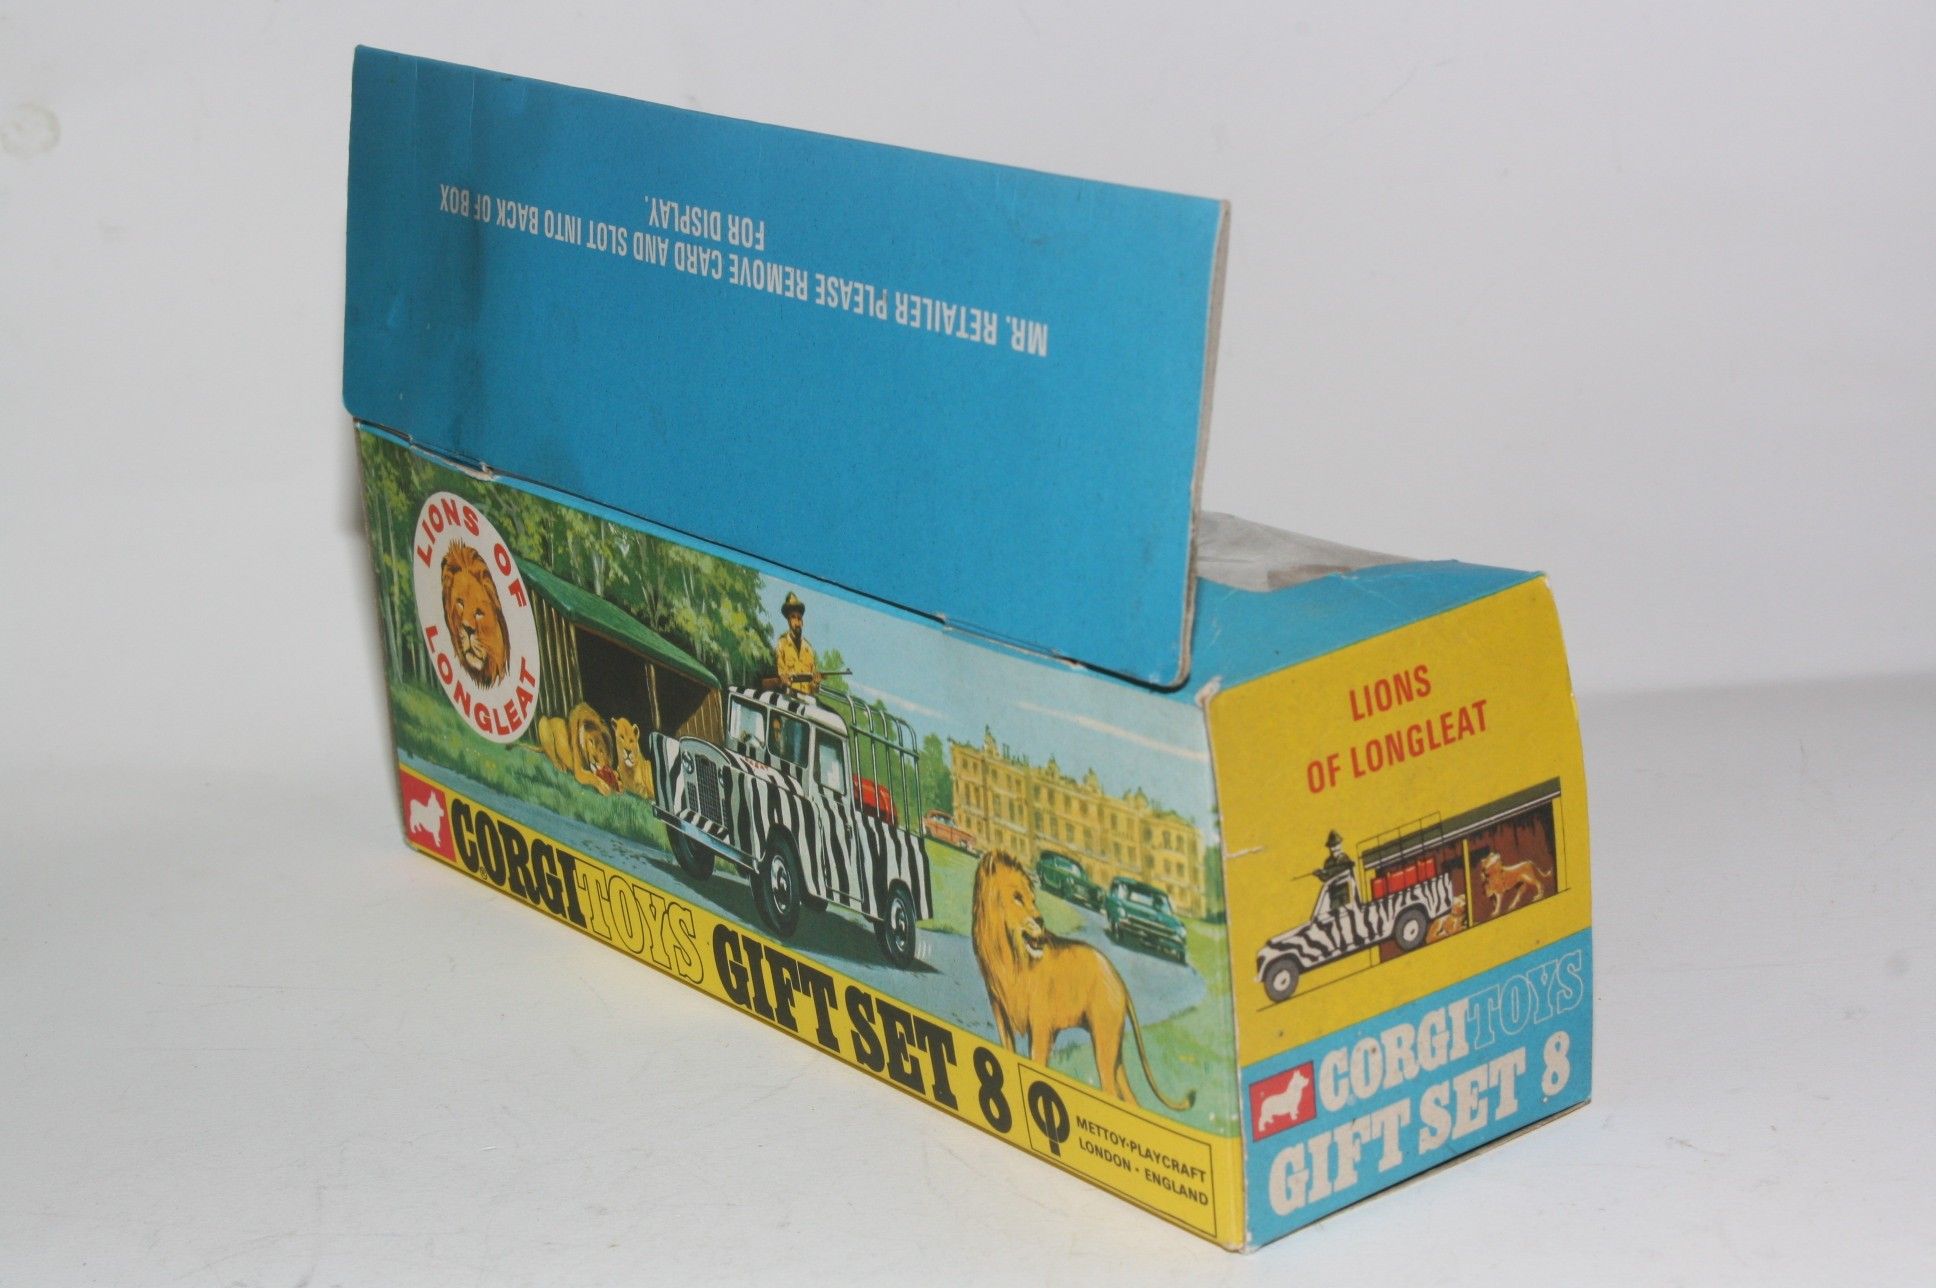 MR. RETAILER PLEASE REMOVE CARD AND SLOT INTO BACK OF BOX
FOR DISPLAY.
LIONS OF
LONGLEAT
CORGI TOYS GIFT SET 8
METTOY·PLAYCRAFT
LONDON · ENGLAND
LIONS
OF LONGLEAT
CORGI TOYS
GIFT SET 8